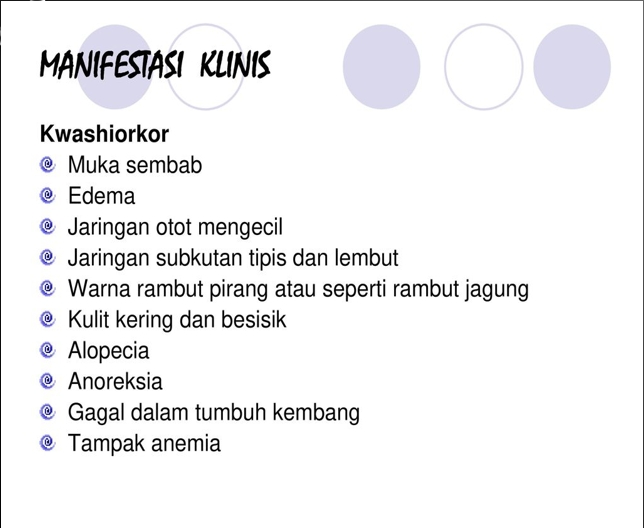 MANIFESTASI KLINIS
Kwashiorkor
Muka sembab
Edema
Jaringan otot mengecil
Jaringan subkutan tipis dan lembut
Warna rambut pirang atau seperti rambut jagung
Kulit kering dan besisik
Alopecia
Anoreksia
Gagal dalam tumbuh kembang
Tampak anemia